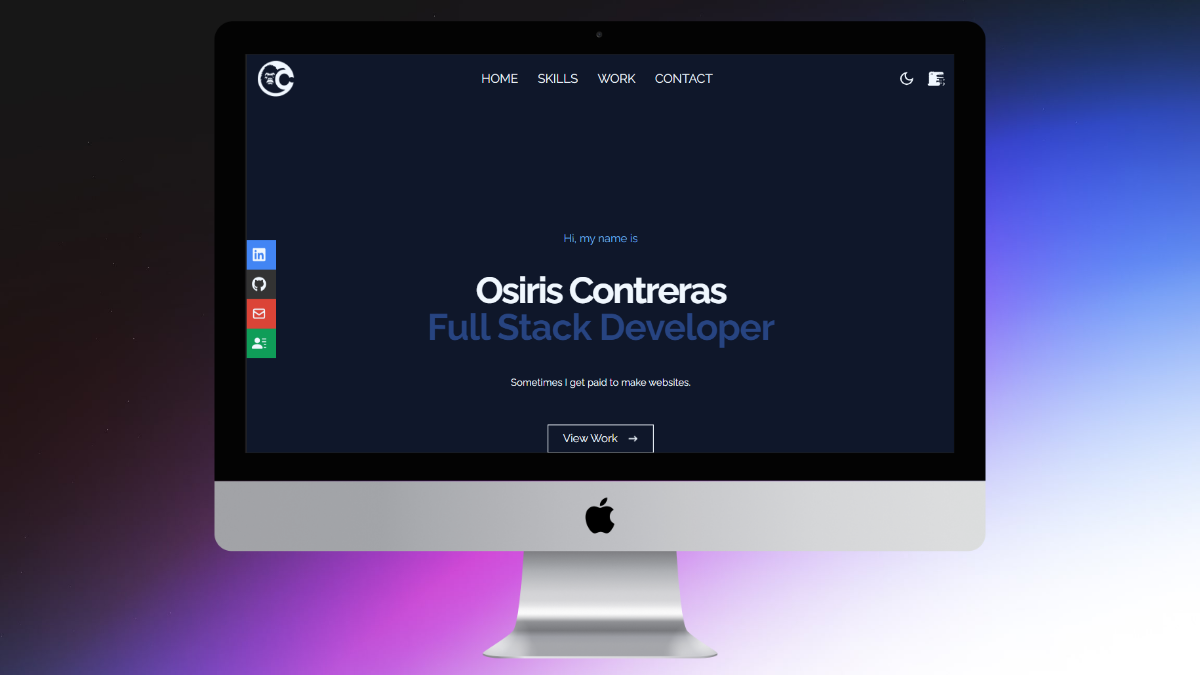 HOME SKILLS WORK CONTACT
Hi, my name is
Osiris Contreras
Full Stack Developer
Sometimes I get paid to make websites.
View Work →